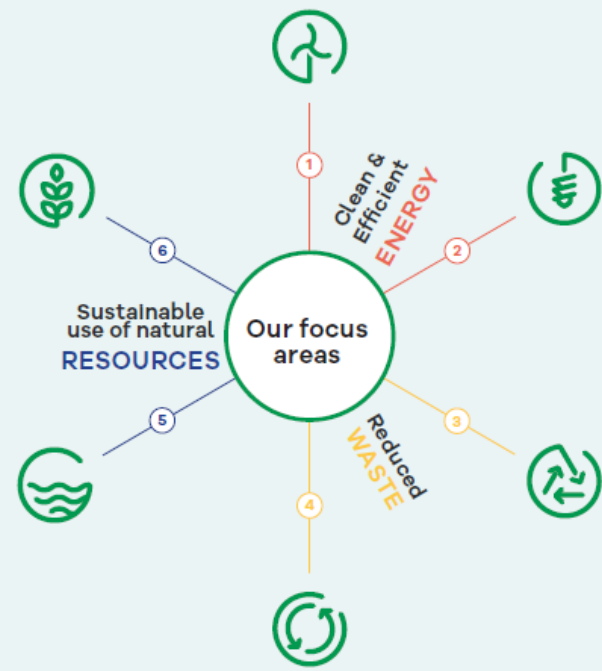 1
Clean &
Efficient
ENERGY
2
6
Sustainable
use of natural
RESOURCES
Our focus
areas
5
3
Reduced
WASTE
4